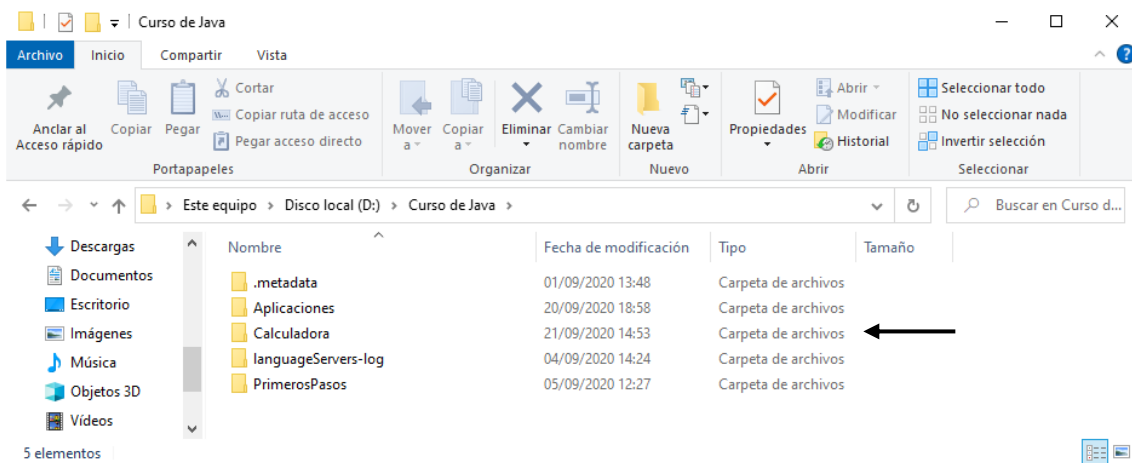 Curso de Java
Archivo Inicio Compartir Vista
Anclar al Acceso rápido
Copiar
Pegar
Cortar
Copiar ruta de acceso
Pegar acceso directo
Portapapeles
Mover a
Copiar a
Eliminar
Cambiar nombre
Organizar
Nueva carpeta
Nuevo
Propiedades
Abrir
Modificar
Historial
Abrir
Seleccionar todo
No seleccionar nada
Invertir selección
Seleccionar
Este equipo > Disco local (D:) > Curso de Java >
Buscar en Curso d...
Descargas
Documentos
Escritorio
Imágenes
Música
Objetos 3D
Vídeos
Nombre Fecha de modificación Tipo Tamaño
.metadata 01/09/2020 13:48 Carpeta de archivos
Aplicaciones 20/09/2020 18:58 Carpeta de archivos
Calculadora 21/09/2020 14:53 Carpeta de archivos
languageServers-log 04/09/2020 14:24 Carpeta de archivos
PrimerosPasos 05/09/2020 12:27 Carpeta de archivos
5 elementos